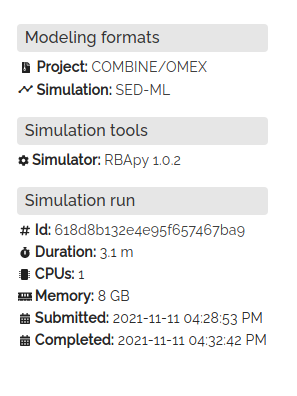 Modeling formats
Project: COMBINE/OMEX
Simulation: SED-ML
Simulation tools
Simulator: RBApy 1.0.2
Simulation run
Id: 618d8b132e4e95f657467ba9
Duration: 3.1 m
CPUs: 1
Memory: 8 GB
Submitted: 2021-11-11 04:28:53 PM
Completed: 2021-11-11 04:32:42 PM